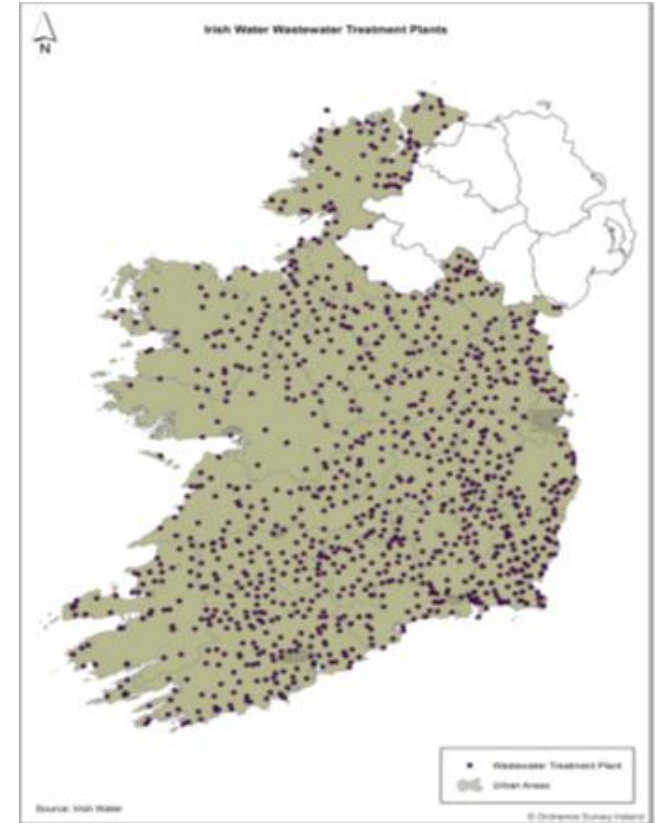 Irish Water Wastewater Treatment Plants
N
Wastewater Treatment Plant
Urban Areas
Source: Irish Water
© Ordnance Survey Ireland